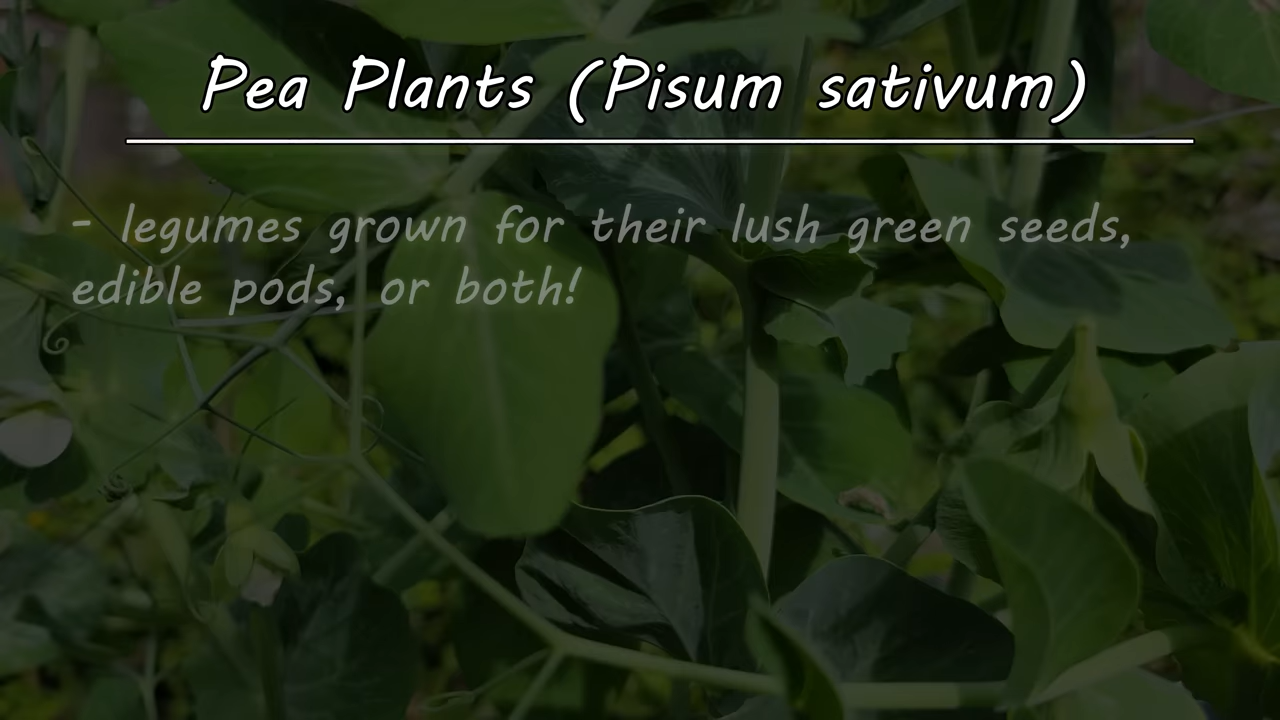 Pea Plants (Pisum sativum)
- legumes grown for their lush green seeds,
edible pods, or both!